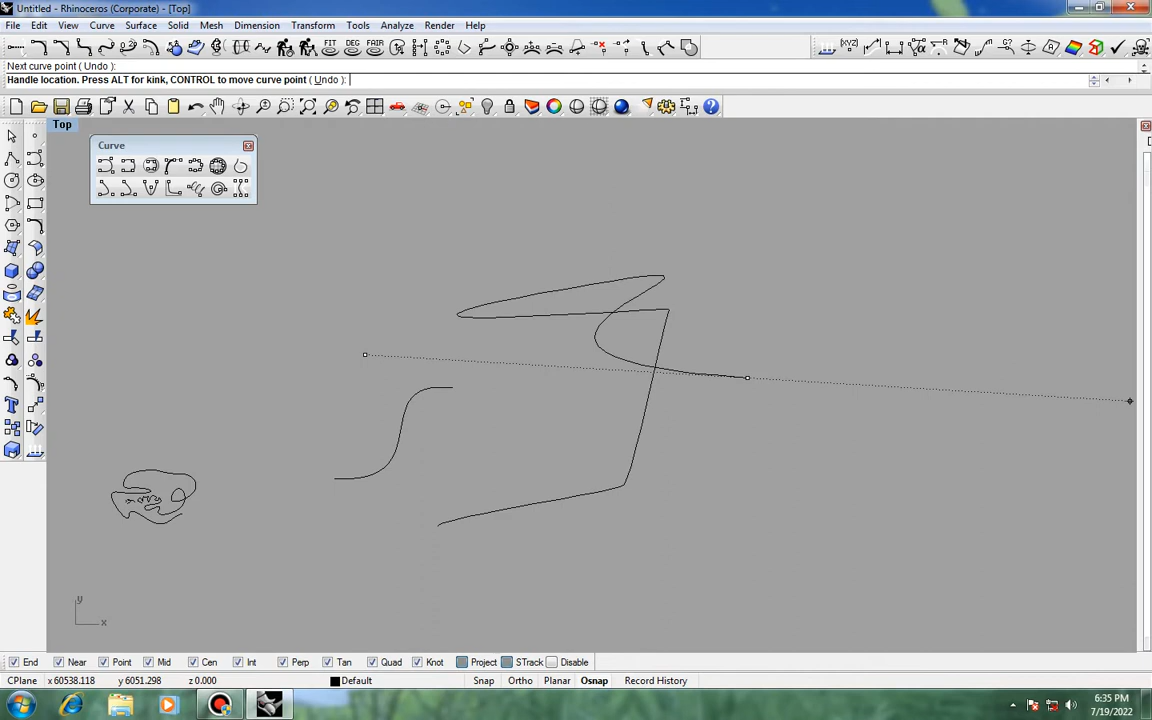 Untitled - Rhinoceros (Corporate) - [Top]
File Edit View Curve Surface Solid Mesh Dimension Transform Tools Analyze Render Help
Next curve point ( Undo ):
Handle location. Press ALT for kink, CONTROL to move curve point ( Undo ):
Top
Curve
y
x
End Near Point Mid Cen Int Perp Tan Quad Knot Project STrack Disable
CPlane x 60538.118 y 6051.298 z 0.000 Default Snap Ortho Planar Osnap Record History
6:35 PM
7/19/2022